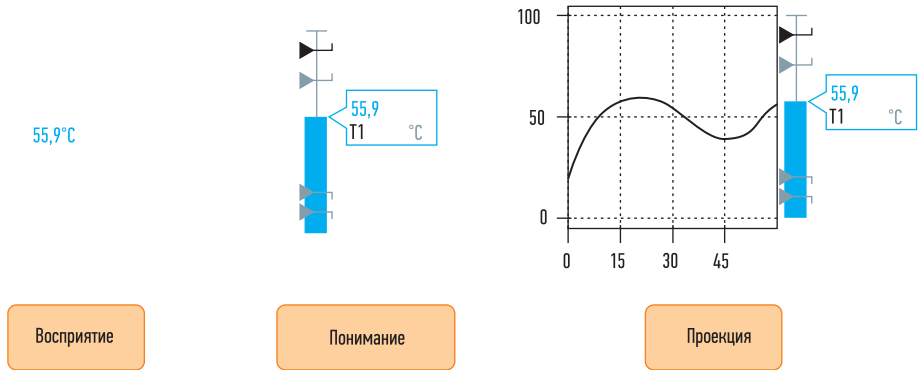 55,9°C
55,9
T1 °C
100
50
0
0 15 30 45
55,9
T1 °C
Восприятие
Понимание
Проекция